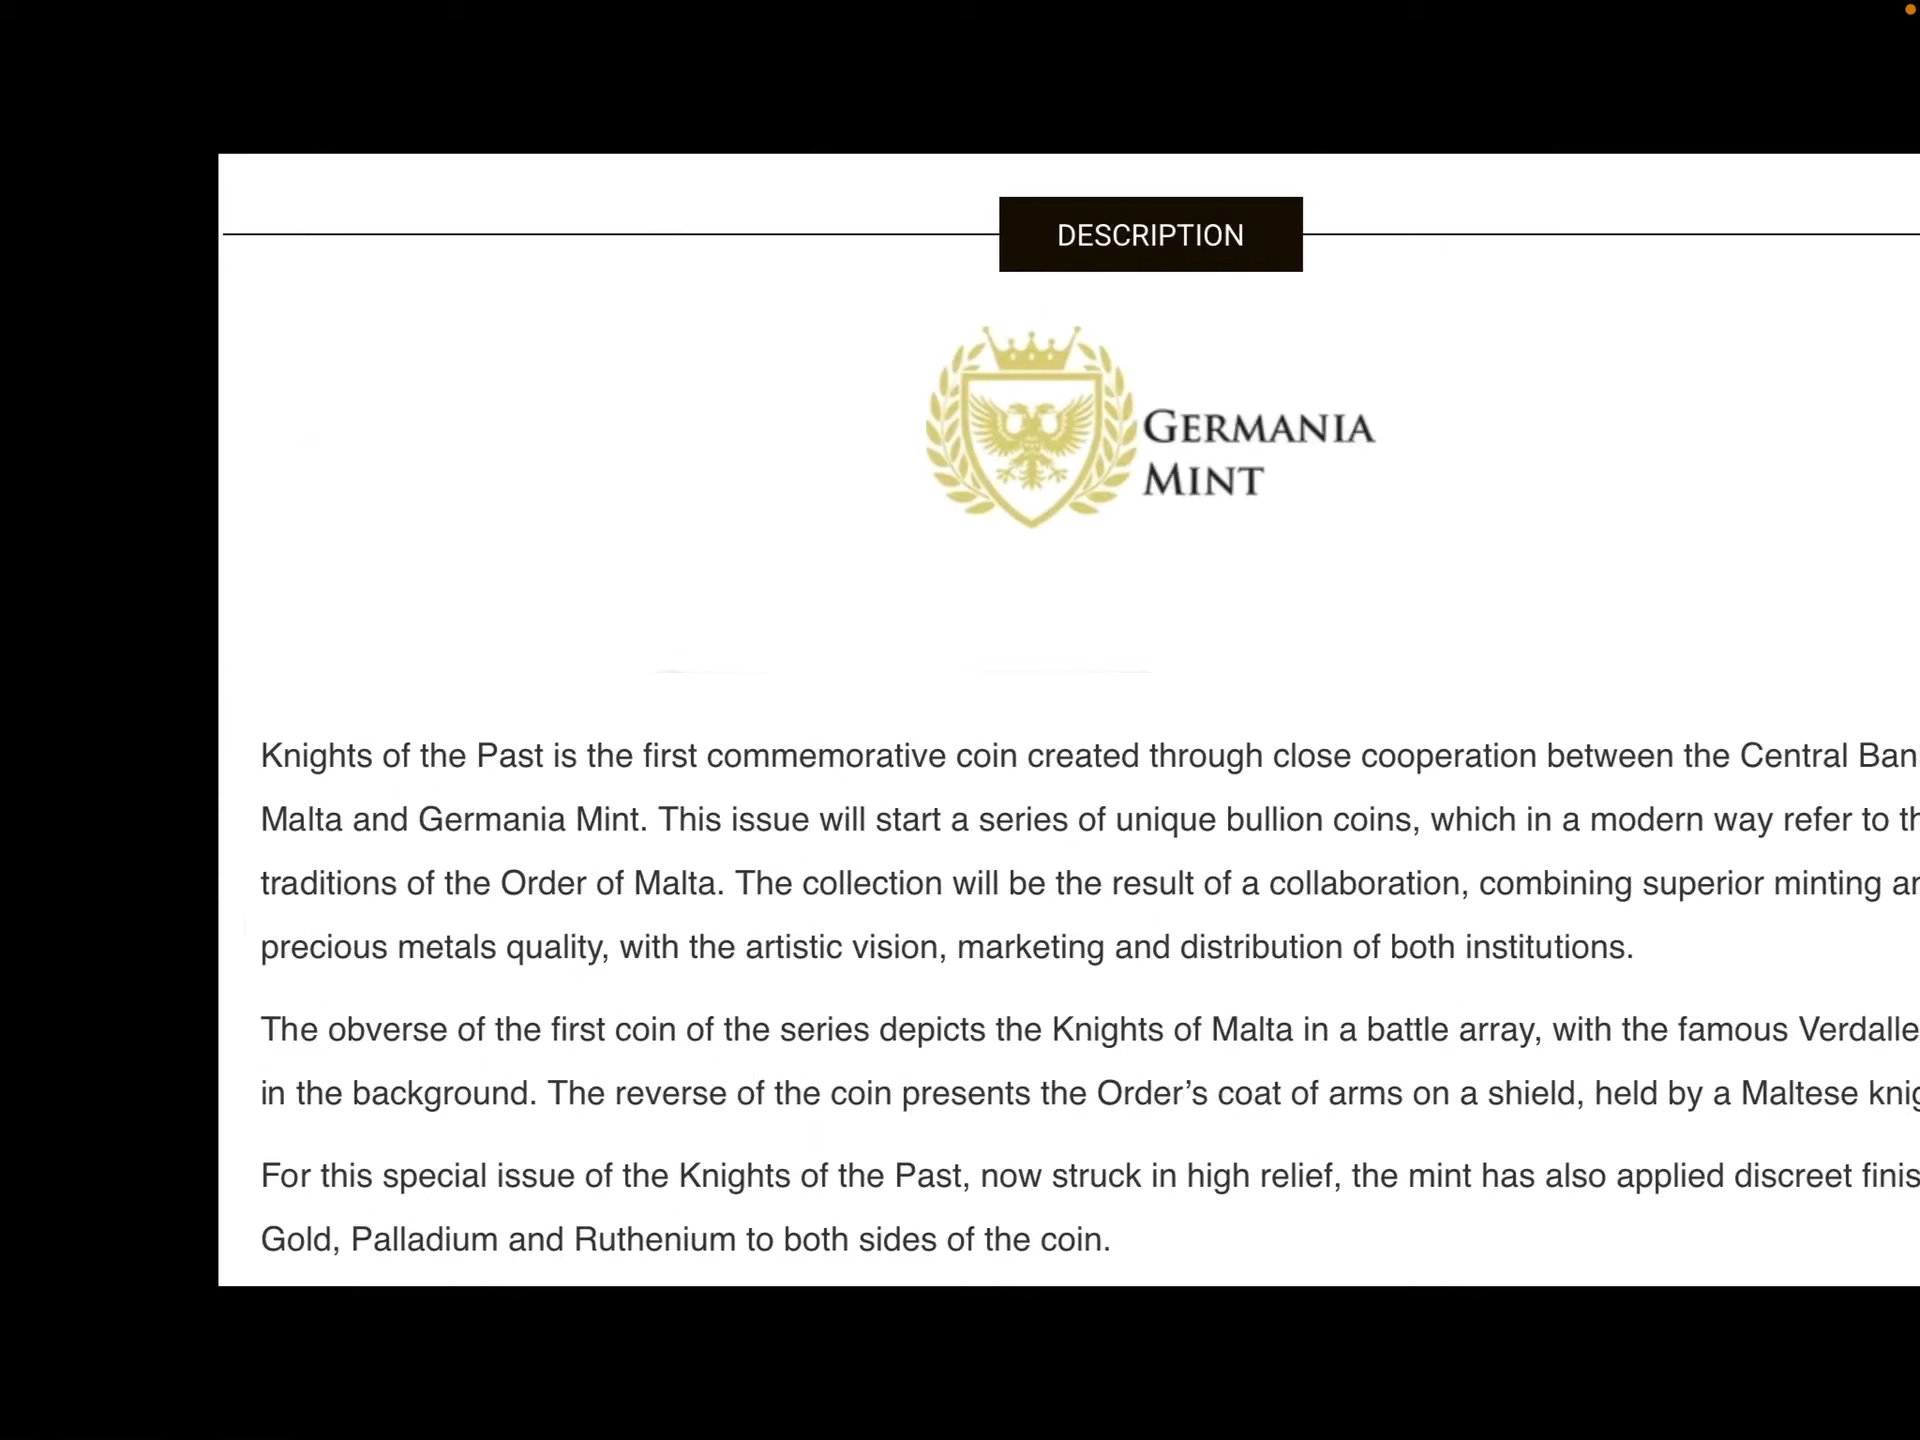 DESCRIPTION
GERMANIA
MINT
Knights of the Past is the first commemorative coin created through close cooperation between the Central
Malta and Germania Mint. This issue will start a series of unique bullion coins, which in a modern way refer to
traditions of the Order of Malta. The collection will be the result of a collaboration, combining superior minting
precious metals quality, with the artistic vision, marketing and distribution of both institutions.
The obverse of the first coin of the series depicts the Knights of Malta in a battle array, with the famous Verdalle
in the background. The reverse of the coin presents the Order’s coat of arms on a shield, held by a Maltese
For this special issue of the Knights of the Past, now struck in high relief, the mint has also applied discreet
Gold, Palladium and Ruthenium to both sides of the coin.